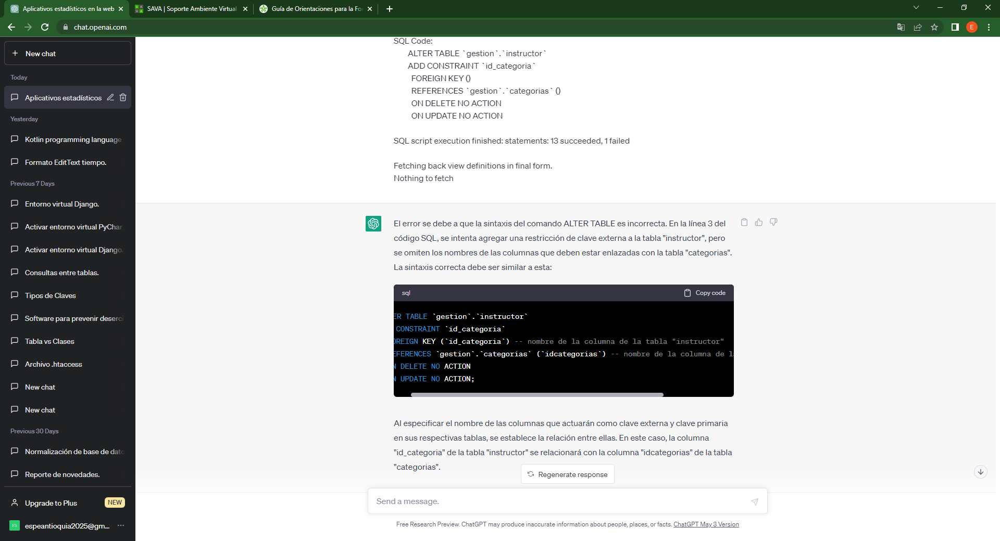 Aplicativos estadísticos en la web
SAVA | Soporte Ambiente Virtual
Guía de Orientaciones para la Fo
chat.openai.com
E
New chat
Today
Aplicativos estadísticos
Yesterday
Kotlin programming language
Formato EditText tiempo.
Previous 7 Days
Entorno virtual Django.
Activar entorno virtual PyChar
Activar entorno virtual Django.
Consultas entre tablas.
Tipos de Claves
Software para prevenir deserci
Tabla vs Clases
Archivo .htaccess
New chat
New chat
Previous 30 Days
Normalización de base de dato
Reporte de novedades.
Upgrade to Plus NEW
ES espeantioquia2025@gm...
SQL Code:
ALTER TABLE `gestion`.`instructor`
ADD CONSTRAINT `id_categoria`
FOREIGN KEY ()
REFERENCES `gestion`.`categorias` ()
ON DELETE NO ACTION
ON UPDATE NO ACTION
SQL script execution finished: statements: 13 succeeded, 1 failed
Fetching back view definitions in final form.
Nothing to fetch
El error se debe a que la sintaxis del comando ALTER TABLE es incorrecta. En la línea 3 del
código SQL, se intenta agregar una restricción de clave externa a la tabla "instructor", pero
se omiten los nombres de las columnas que deben estar enlazadas con la tabla "categorias".
La sintaxis correcta debe ser similar a esta:
sql Copy code
ER TABLE `gestion`.`instructor`
CONSTRAINT `id_categoria`
OREIGN KEY (`id_categoria`) -- nombre de la columna de la tabla "instructor"
EFERENCES `gestion`.`categorias` (`idcategorias`) -- nombre de la columna de l
N DELETE NO ACTION
N UPDATE NO ACTION;
Al especificar el nombre de las columnas que actuarán como clave externa y clave primaria
en sus respectivas tablas, se establece la relación entre ellas. En este caso, la columna
"id_categoria" de la tabla "instructor" se relacionará con la columna "idcategorias" de la tabla
"categorias".
Regenerate response
Send a message.
Free Research Preview. ChatGPT may produce inaccurate information about people, places, or facts. ChatGPT May 3 Version